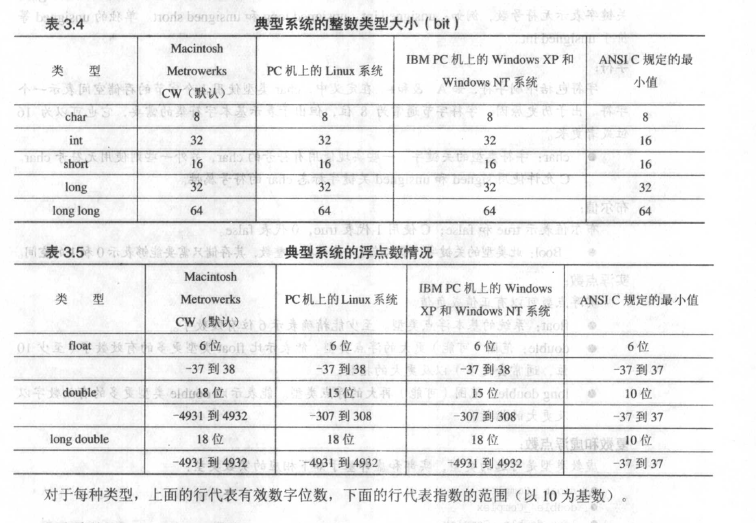 表 3.4 典型系统的整数类型大小（bit）
类 型 Macintosh Metrowerks CW（默认） PC 机上的 Linux 系统 IBM PC 机上的 Windows XP 和 Windows NT 系统 ANSI C 规定的最小值
char 8 8 8 8
int 32 32 32 16
short 16 16 16 16
long 32 32 32 32
long long 64 64 64 64
表 3.5 典型系统的浮点数情况
类 型 Macintosh Metrowerks CW（默认） PC 机上的 Linux 系统 IBM PC 机上的 Windows XP 和 Windows NT 系统 ANSI C 规定的最小值
float 6 位 6 位 6 位 6 位
-37 到 38 -37 到 38 -37 到 38 -37 到 37
double 18 位 15 位 15 位 10 位
-4931 到 4932 -307 到 308 -307 到 308 -37 到 37
long double 18 位 18 位 18 位 10 位
-4931 到 4932 -4931 到 4932 -4931 到 4932 -37 到 37
对于每种类型，上面的行代表有效数字位数，下面的行代表指数的范围（以 10 为基数）。